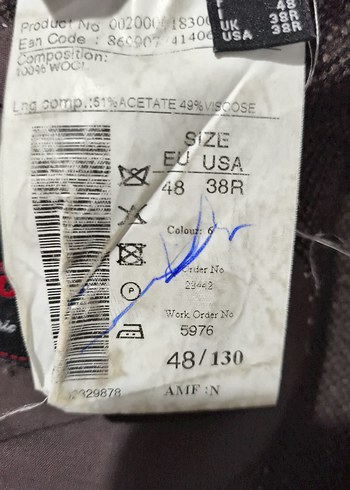 48
UK 38R
USA 38R
Product No
Ean Code :
Composition:
100% WOOL
Lng comp.:51%ACETATE 49%VISCOSE
SIZE
EU USA
48 38R
Colour: 6
Order No
Work Order No
5976
48/130
AMF:N
P